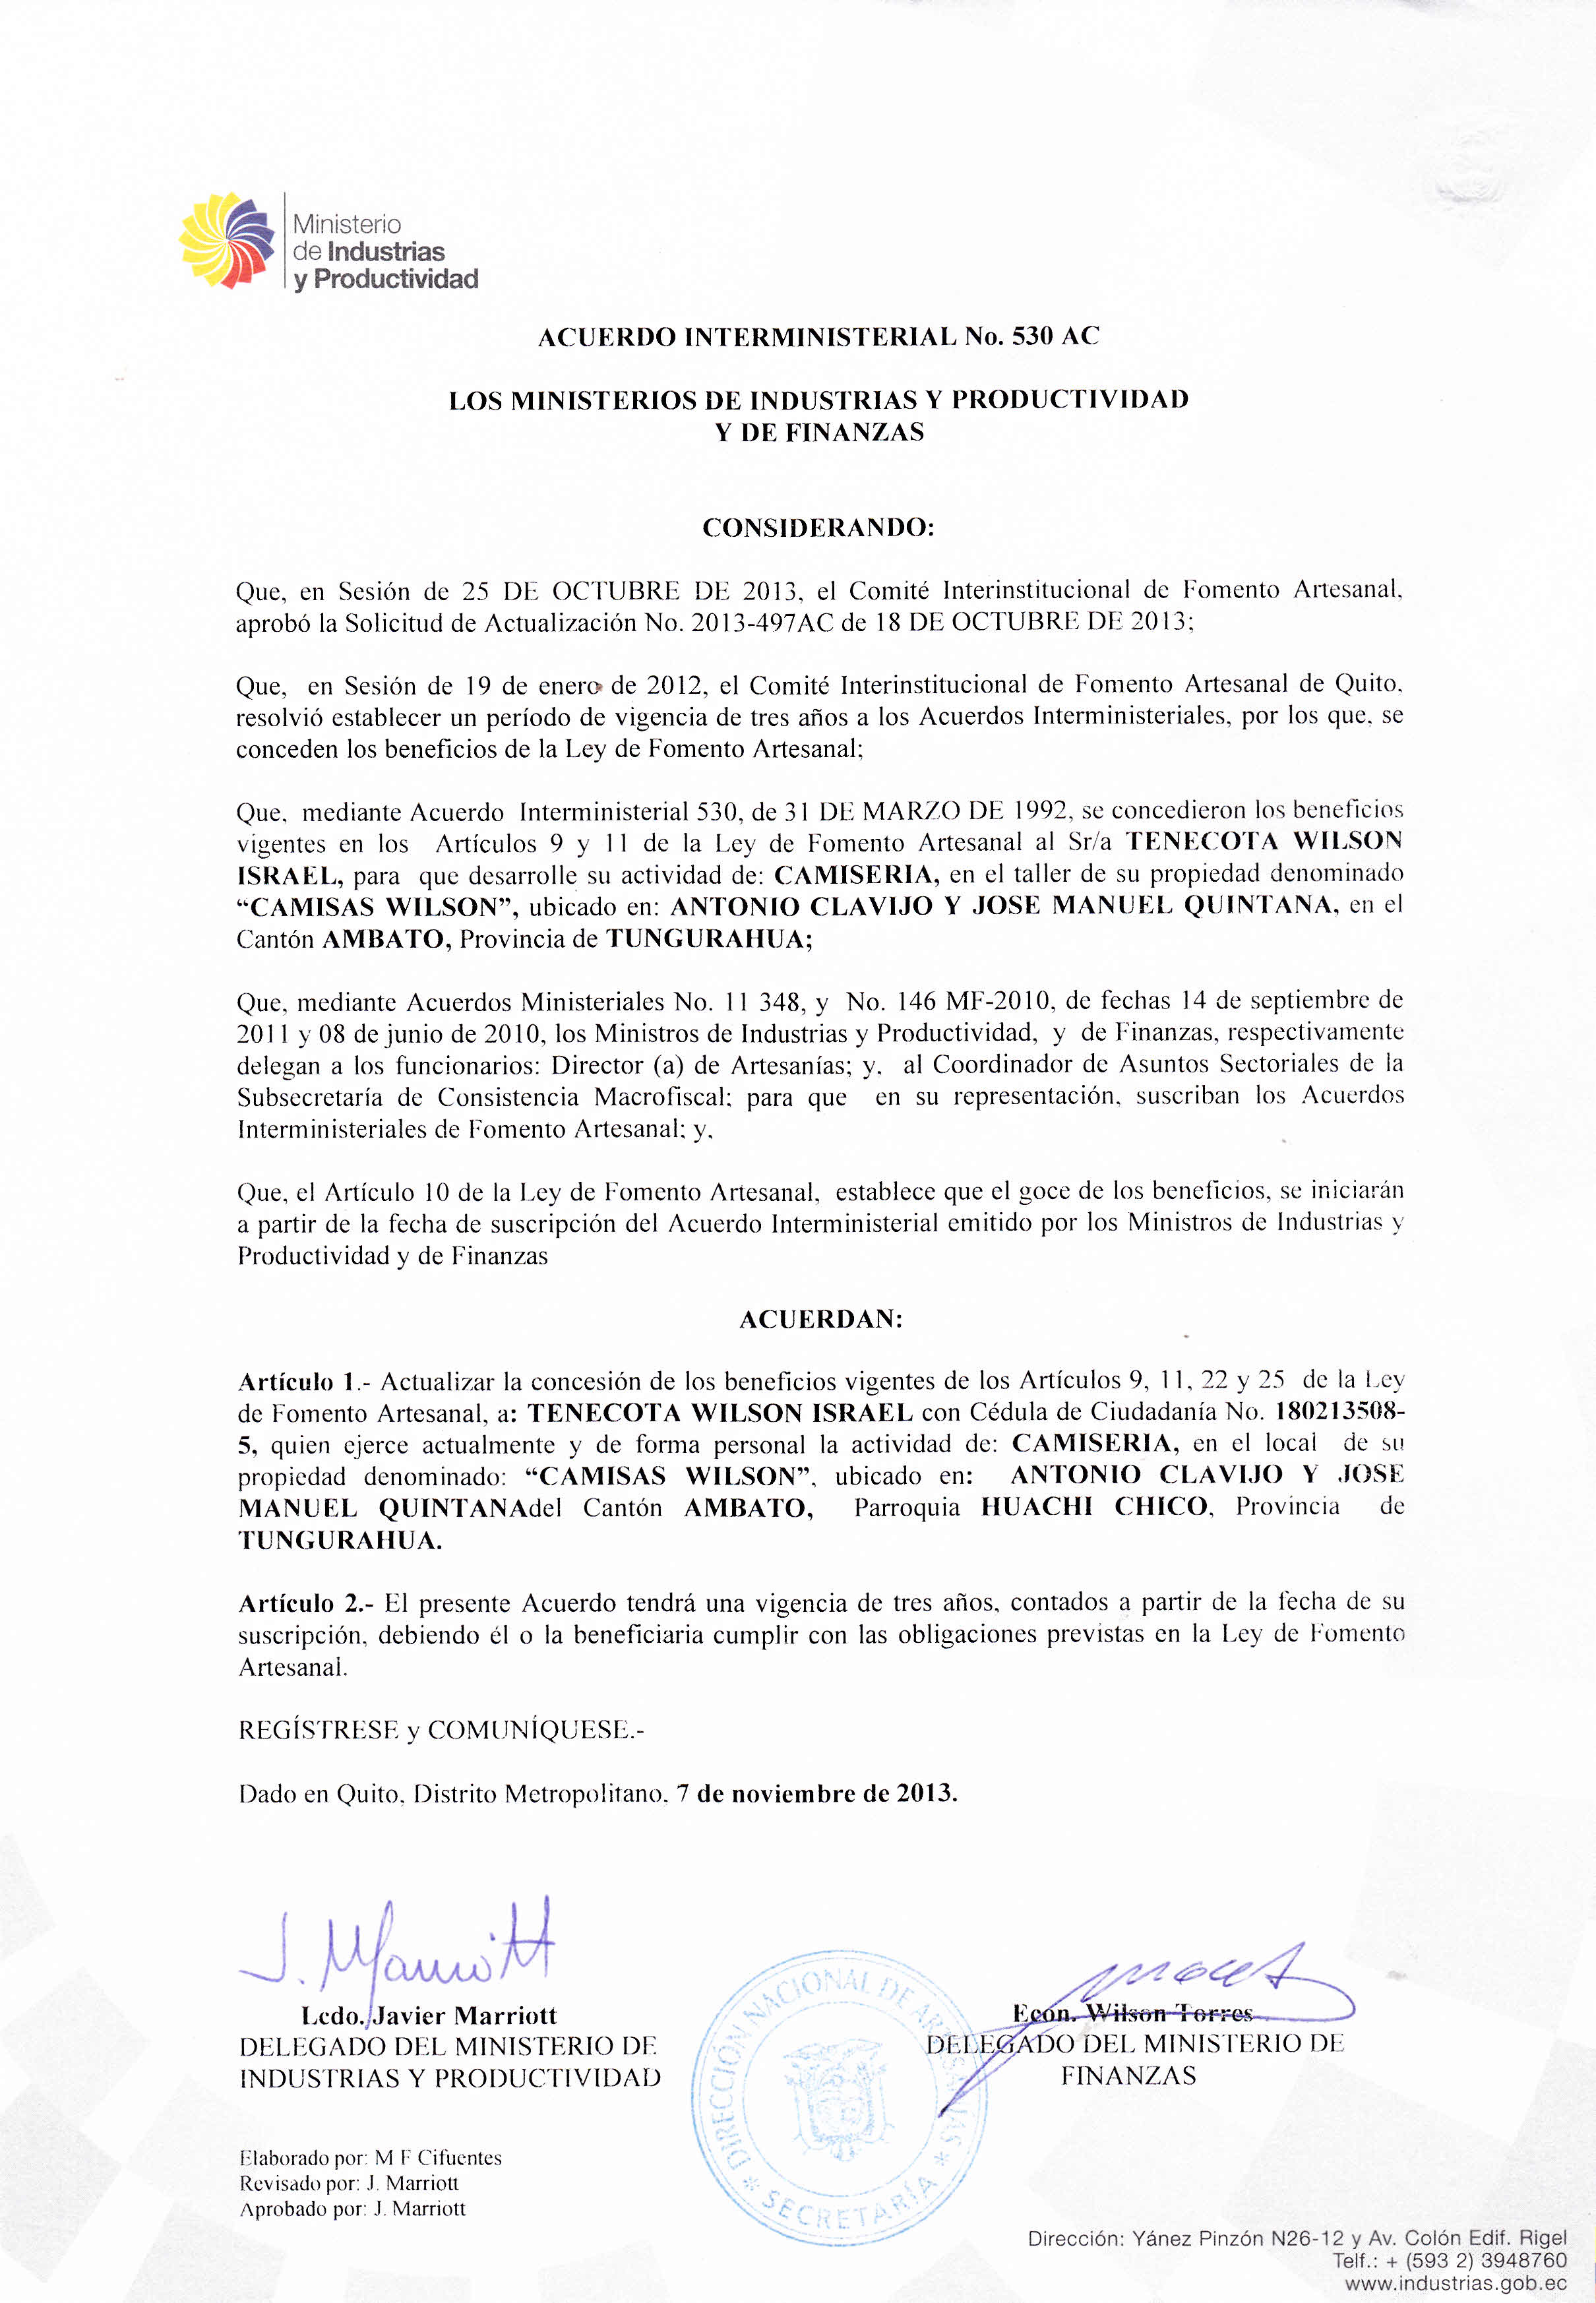 Ministerio
de Industrias
y Productividad
ACUERDO INTERMINISTERIAL No. 530 AC
LOS MINISTERIOS DE INDUSTRIAS Y PRODUCTIVIDAD
Y DE FINANZAS
CONSIDERANDO:
Que, en Sesión de 25 DE OCTUBRE DE 2013, el Comité Interinstitucional de Fomento Artesanal,
aprobó la Solicitud de Actualización No. 2013-497AC de 18 DE OCTUBRE DE 2013;
Que, en Sesión de 19 de enero de 2012, el Comité Interinstitucional de Fomento Artesanal de Quito,
resolvió establecer un período de vigencia de tres años a los Acuerdos Interministeriales, por los que, se
conceden los beneficios de la Ley de Fomento Artesanal;
Que, mediante Acuerdo Interministerial 530, de 31 DE MARZO DE 1992, se concedieron los beneficios
vigentes en los Artículos 9 y 11 de la Ley de Fomento Artesanal al Sr/a TENECOTA WILSON
ISRAEL, para que desarrolle su actividad de: CAMISERIA, en el taller de su propiedad denominado
“CAMISAS WILSON”, ubicado en: ANTONIO CLAVIJO Y JOSE MANUEL QUINTANA, en el
Cantón AMBATO, Provincia de TUNGURAHUA;
Que, mediante Acuerdos Ministeriales No. 11 348, y No. 146 MF-2010, de fechas 14 de septiembre de
2011 y 08 de junio de 2010, los Ministros de Industrias y Productividad, y de Finanzas, respectivamente
delegan a los funcionarios: Director (a) de Artesanías; y, al Coordinador de Asuntos Sectoriales de la
Subsecretaría de Consistencia Macrofiscal; para que en su representación, suscriban los Acuerdos
Interministeriales de Fomento Artesanal; y,
Que, el Artículo 10 de la Ley de Fomento Artesanal, establece que el goce de los beneficios, se iniciarán
a partir de la fecha de suscripción del Acuerdo Interministerial emitido por los Ministros de Industrias y
Productividad y de Finanzas
ACUERDAN:
Artículo 1.- Actualizar la concesión de los beneficios vigentes de los Artículos 9, 11, 22 y 25 de la Ley
de Fomento Artesanal, a: TENECOTA WILSON ISRAEL con Cédula de Ciudadanía No. 180213508-
5, quien ejerce actualmente y de forma personal la actividad de: CAMISERIA, en el local de su
propiedad denominado: “CAMISAS WILSON”, ubicado en: ANTONIO CLAVIJO Y JOSE
MANUEL QUINTANAdel Cantón AMBATO, Parroquia HUACHI CHICO, Provincia de
TUNGURAHUA.
Artículo 2.- El presente Acuerdo tendrá una vigencia de tres años, contados a partir de la fecha de su
suscripción, debiendo él o la beneficiaria cumplir con las obligaciones previstas en la Ley de Fomento
Artesanal.
REGÍSTRESE y COMUNÍQUESE.-
Dado en Quito, Distrito Metropolitano, 7 de noviembre de 2013.
J. Marriott
Lcdo. Javier Marriott
DELEGADO DEL MINISTERIO DE
INDUSTRIAS Y PRODUCTIVIDAD
DIRECCIÓN NACIONAL DE ARTESANÍAS
* SECRETARÍA *
Econ. Wilson Torres
DELEGADO DEL MINISTERIO DE
FINANZAS
Elaborado por: M F Cifuentes
Revisado por: J. Marriott
Aprobado por: J. Marriott
Dirección: Yánez Pinzón N26-12 y Av. Colón Edif. Rigel
Telf.: + (593 2) 3948760
www.industrias.gob.ec